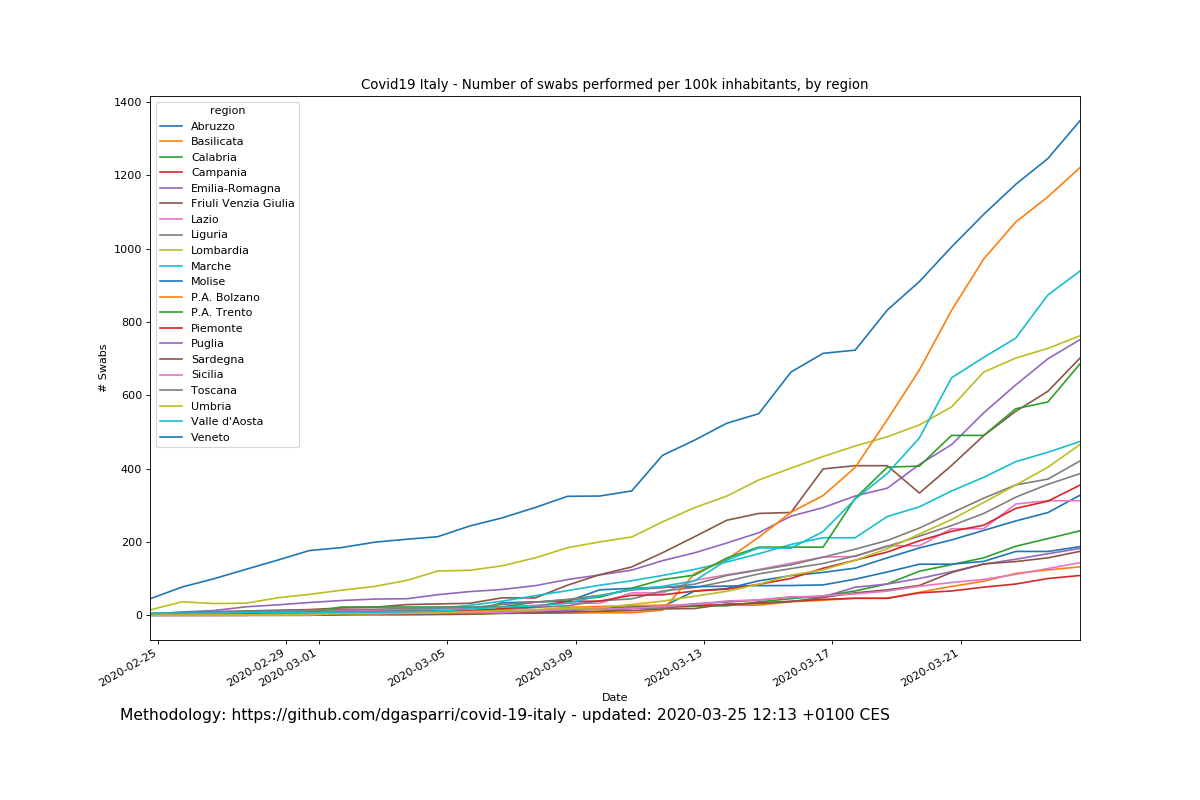 Covid19 Italy - Number of swabs performed per 100k inhabitants, by region
1400
1200
1000
800
600
400
200
0
# Swabs
region
Abruzzo
Basilicata
Calabria
Campania
Emilia-Romagna
Friuli Venzia Giulia
Lazio
Liguria
Lombardia
Marche
Molise
P.A. Bolzano
P.A. Trento
Piemonte
Puglia
Sardegna
Sicilia
Toscana
Umbria
Valle d'Aosta
Veneto
2020-02-25
2020-02-29
2020-03-01
2020-03-05
2020-03-09
2020-03-13
2020-03-17
2020-03-21
Date
Methodology: https://github.com/dgasparri/covid-19-italy - updated: 2020-03-25 12:13 +0100 CES